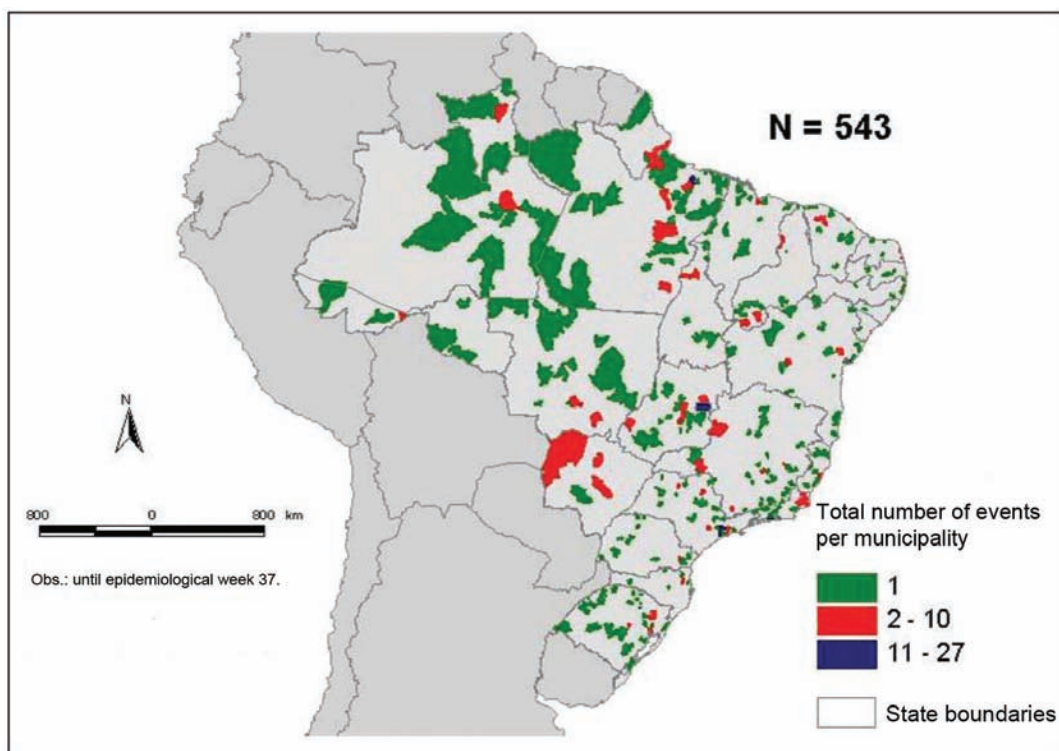 N = 543
N
800 0 800 km
Obs.: until epidemiological week 37.
Total number of events
per municipality
1
2 - 10
11 - 27
State boundaries